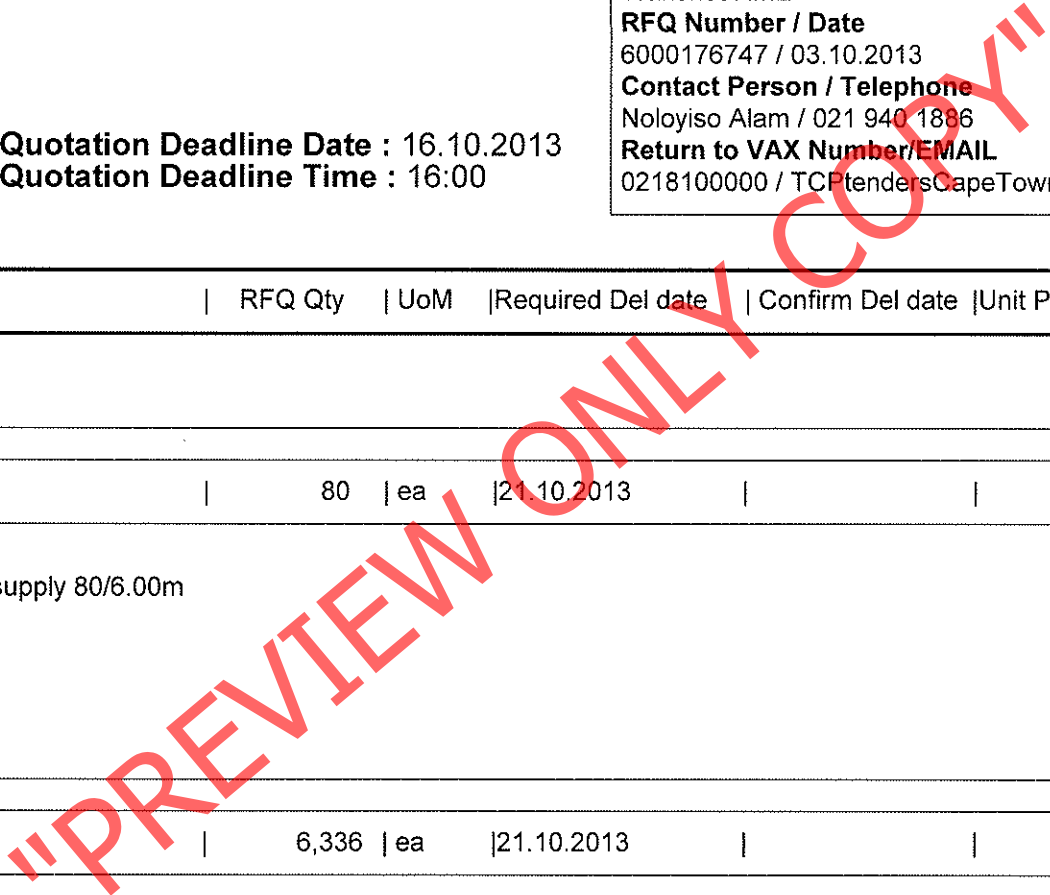 RFQ Number / Date
6000176747 / 03.10.2013
Contact Person / Telephone
Noloyiso Alam / 021 940 1886
Quotation Deadline Date : 16.10.2013
Return to VAX Number/EMAIL
Quotation Deadline Time : 16:00
0218100000 / TCPtendersCapeTown
| RFQ Qty | UoM |Required Del date | Confirm Del date |Unit P
| 80 | ea |21.10.2013 | |
supply 80/6.00m
| 6,336 | ea |21.10.2013 | |
"PREVIEW ONLY COPY"